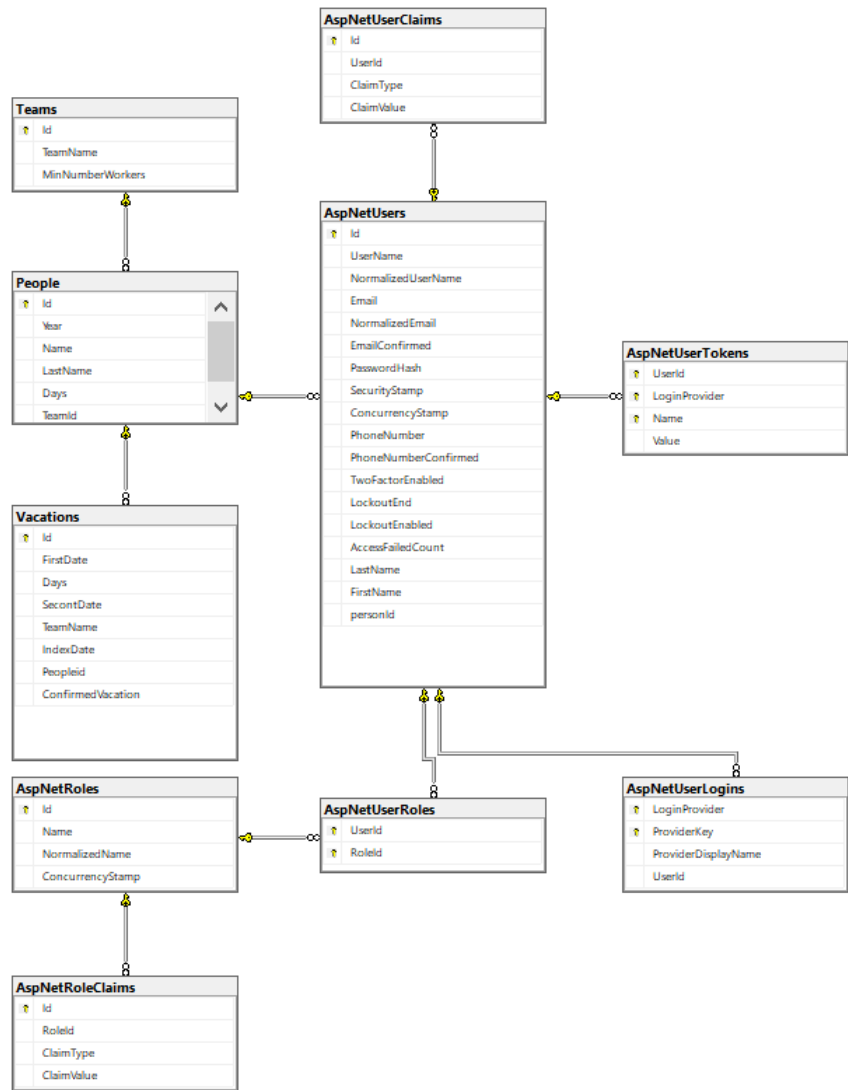 AspNetUserClaims
Id
UserId
ClaimType
ClaimValue
Teams
Id
TeamName
MinNumberWorkers
AspNetUsers
Id
UserName
NormalizedUserName
Email
NormalizedEmail
EmailConfirmed
PasswordHash
SecurityStamp
ConcurrencyStamp
PhoneNumber
PhoneNumberConfirmed
TwoFactorEnabled
LockoutEnd
LockoutEnabled
AccessFailedCount
LastName
FirstName
personId
People
Id
Year
Name
LastName
Days
TeamId
AspNetUserTokens
UserId
LoginProvider
Name
Value
Vacations
Id
FirstDate
Days
SecontDate
TeamName
IndexDate
Peopleid
ConfirmedVacation
AspNetRoles
Id
Name
NormalizedName
ConcurrencyStamp
AspNetUserRoles
UserId
RoleId
AspNetUserLogins
LoginProvider
ProviderKey
ProviderDisplayName
UserId
AspNetRoleClaims
Id
RoleId
ClaimType
ClaimValue